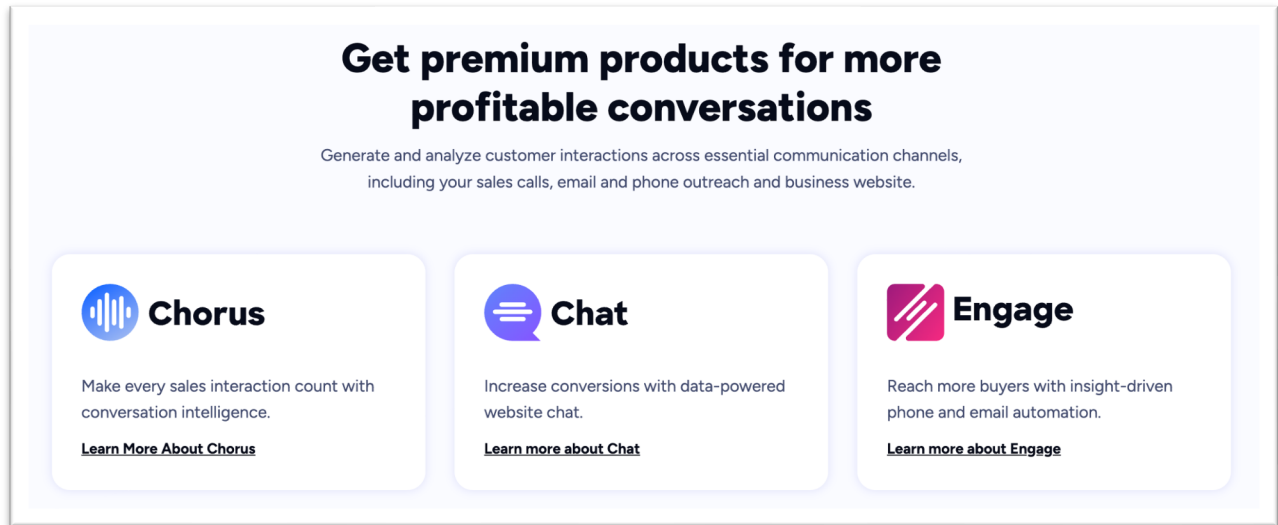 Get premium products for more
profitable conversations
Generate and analyze customer interactions across essential communication channels,
including your sales calls, email and phone outreach and business website.
Chorus
Make every sales interaction count with
conversation intelligence.
Learn More About Chorus
Chat
Increase conversions with data-powered
website chat.
Learn more about Chat
Engage
Reach more buyers with insight-driven
phone and email automation.
Learn more about Engage